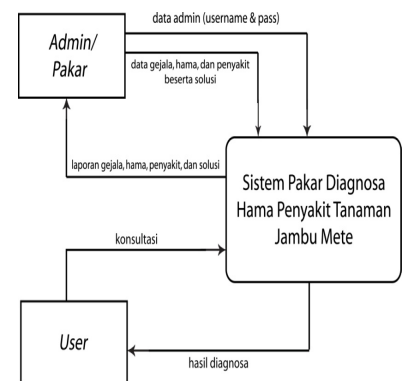 data admin (username & pass)
Admin/
Pakar
data gejala, hama, dan penyakit
beserta solusi
laporan gejala, hama, penyakit, dan solusi
Sistem Pakar Diagnosa
Hama Penyakit Tanaman
Jambu Mete
konsultasi
User
hasil diagnosa